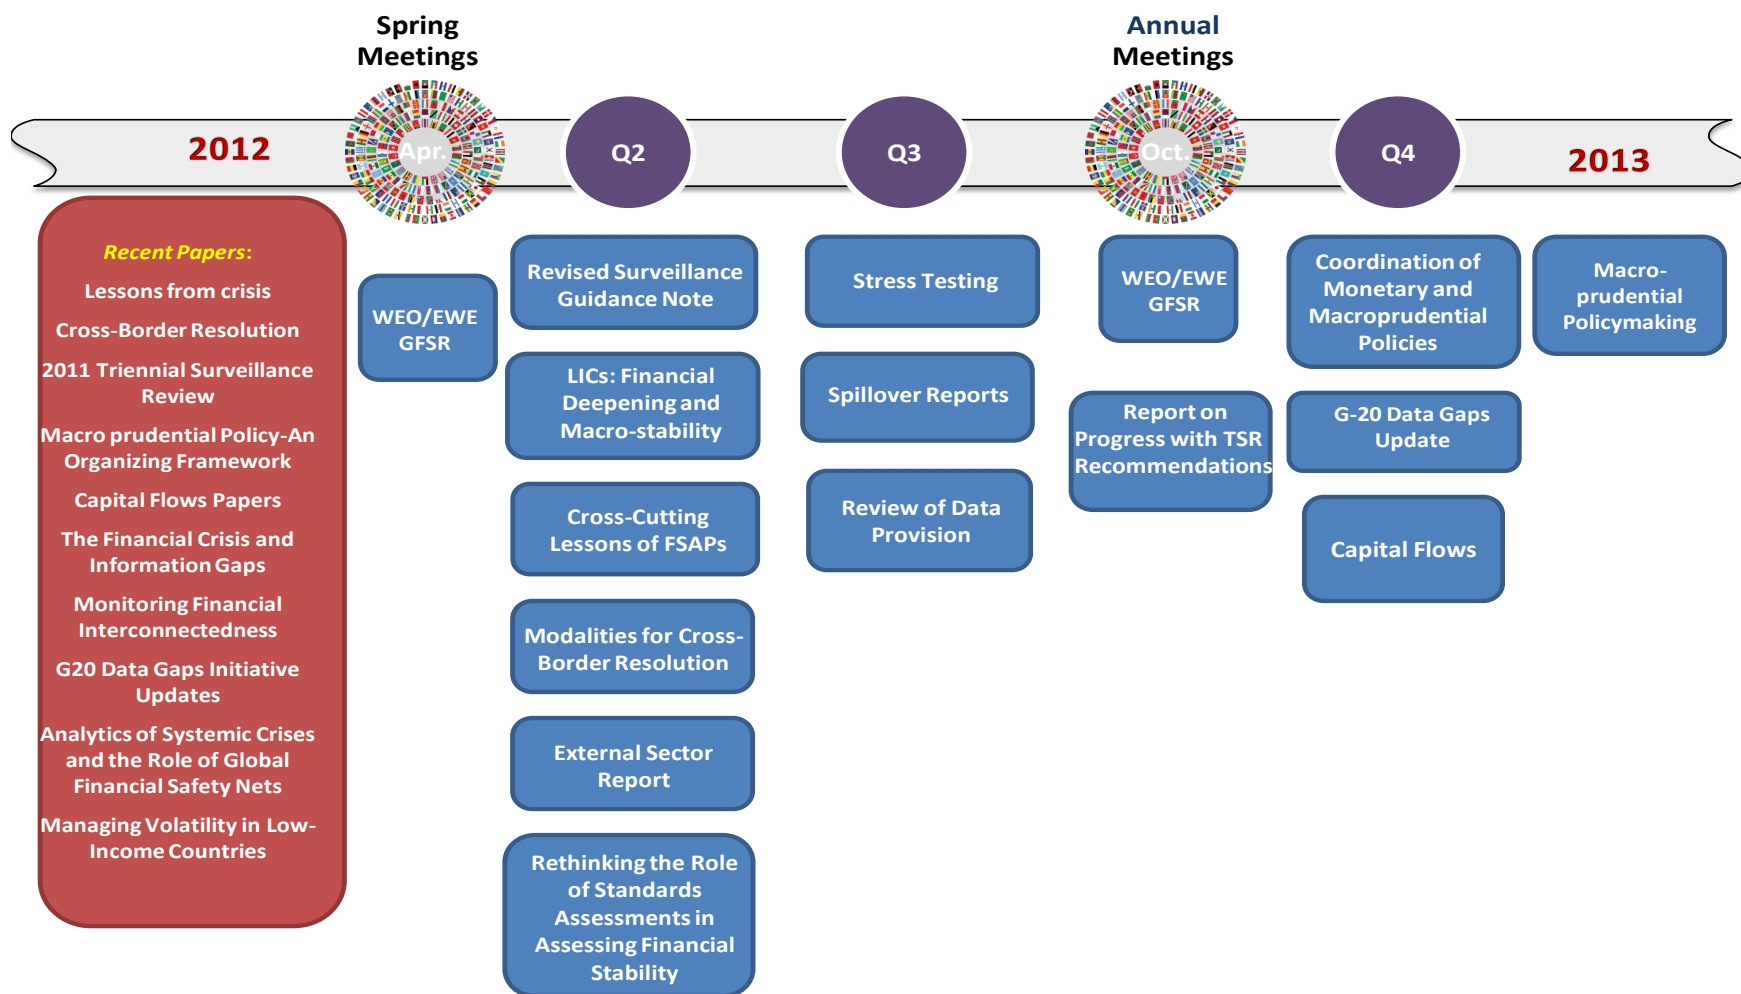 Spring
Meetings
Annual
Meetings
2012
Apr.
Q2
Q3
Oct.
Q4
2013
Recent Papers:
Lessons from crisis
Cross-Border Resolution
2011 Triennial Surveillance
Review
Macro prudential Policy-An
Organizing Framework
Capital Flows Papers
The Financial Crisis and
Information Gaps
Monitoring Financial
Interconnectedness
G20 Data Gaps Initiative
Updates
Analytics of Systemic Crises
and the Role of Global
Financial Safety Nets
Managing Volatility in Low-
Income Countries
WEO/EWE
GFSR
Revised Surveillance
Guidance Note
LICs: Financial
Deepening and
Macro-stability
Cross-Cutting
Lessons of FSAPs
Modalities for Cross-
Border Resolution
External Sector
Report
Rethinking the Role
of Standards
Assessments in
Assessing Financial
Stability
Stress Testing
Spillover Reports
Review of Data
Provision
WEO/EWE
GFSR
Report on
Progress with TSR
Recommendations
Coordination of
Monetary and
Macroprudential
Policies
G-20 Data Gaps
Update
Capital Flows
Macro-
prudential
Policymaking